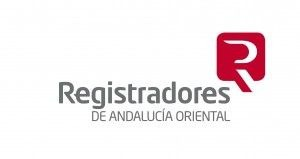 R
Registradores
DE ANDALUCÍA ORIENTAL